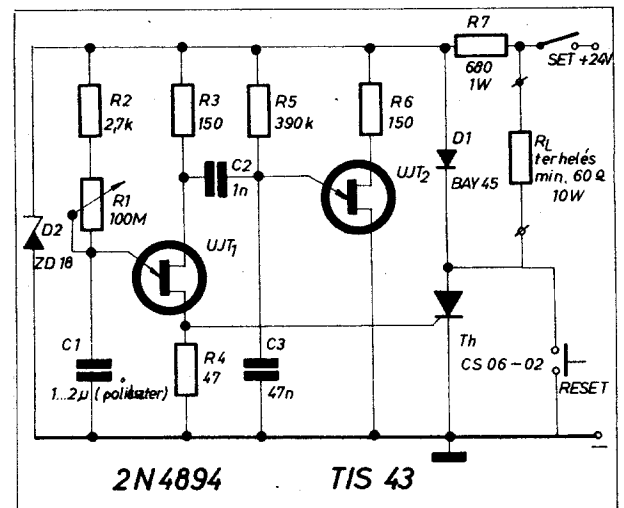 R7
680
1W
SET +24V
R2
2,7k
R3
150
R5
390k
R6
150
C2
1n
D1
BAY 45
RL
terhelés
min. 60Ω
10W
R1
100M
UJT2
D2
ZD 18
UJT1
C1
1...2µ (poliészter)
R4
47
C3
47n
Th
CS 06-02
RESET
−
2N4894
TIS 43